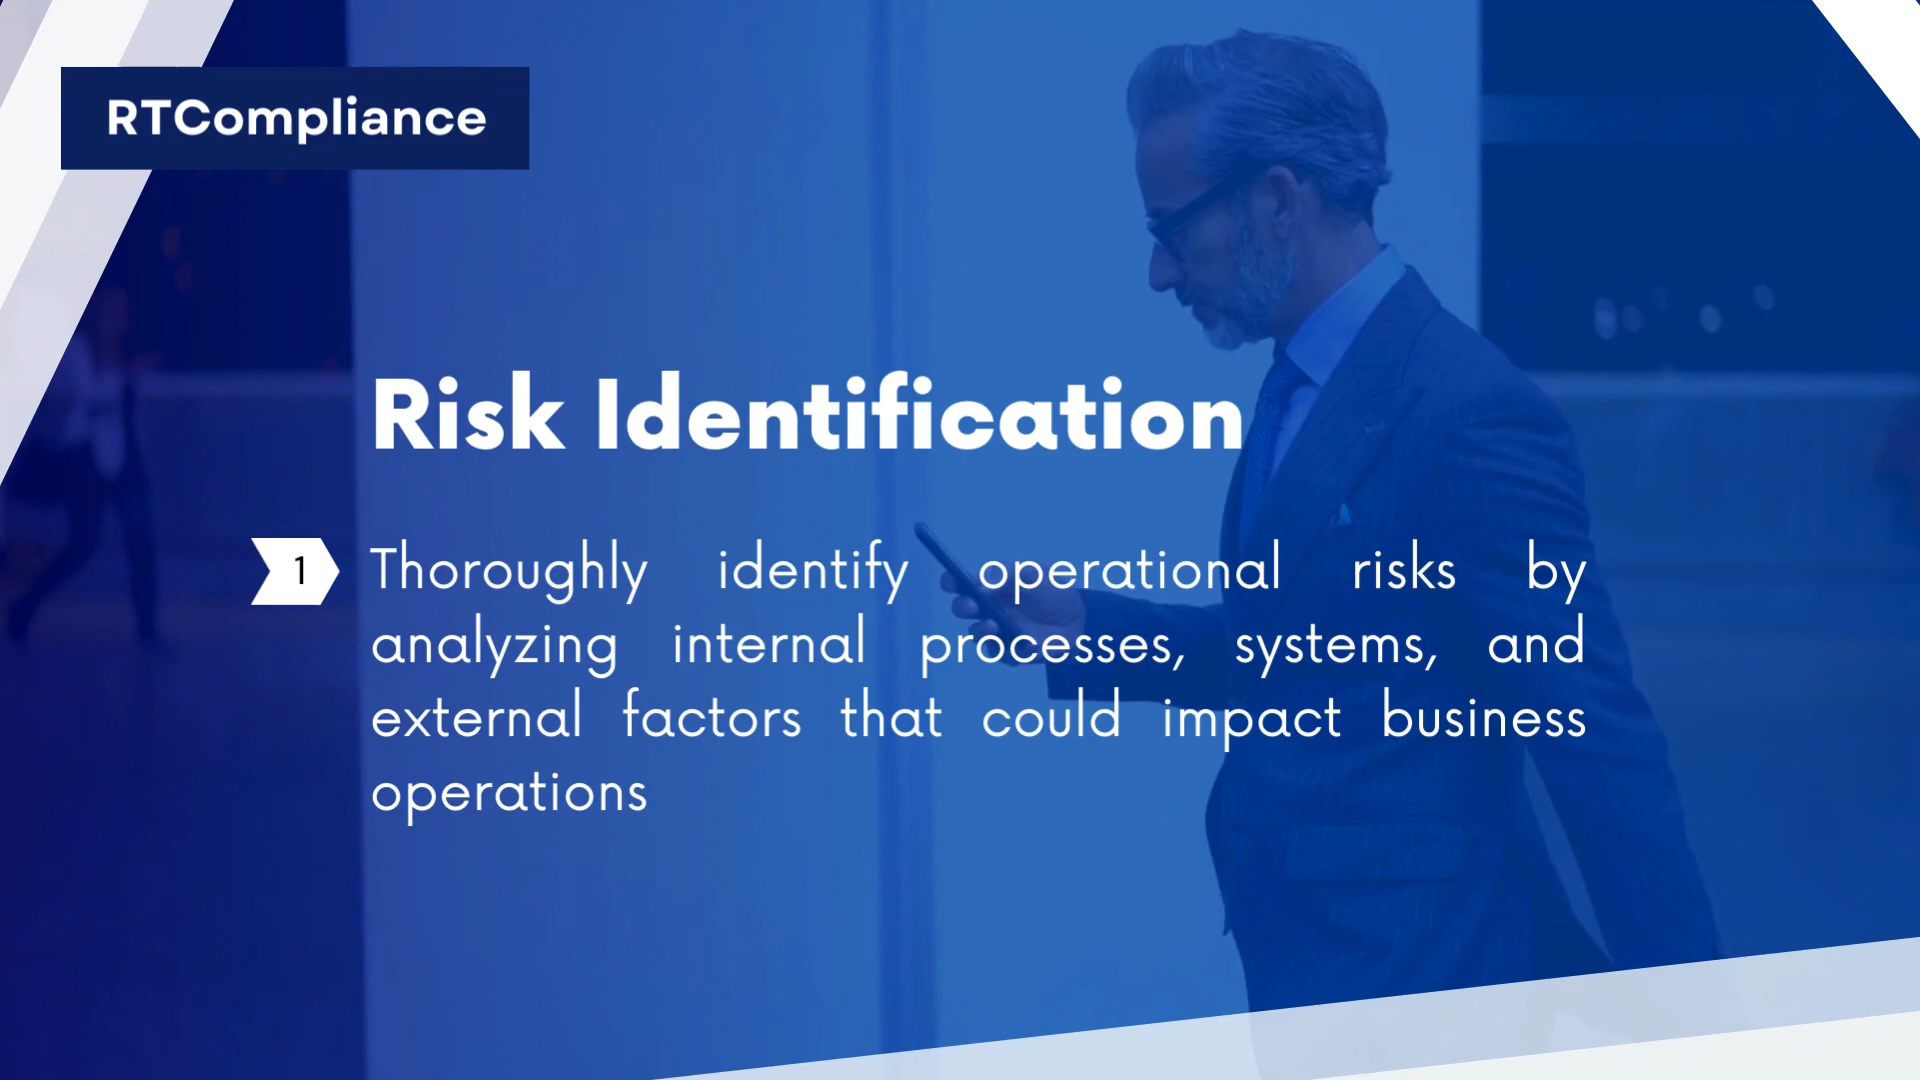 RTCompliance
Risk Identification
1
Thoroughly identify operational risks by
analyzing internal processes, systems, and
external factors that could impact business
operations